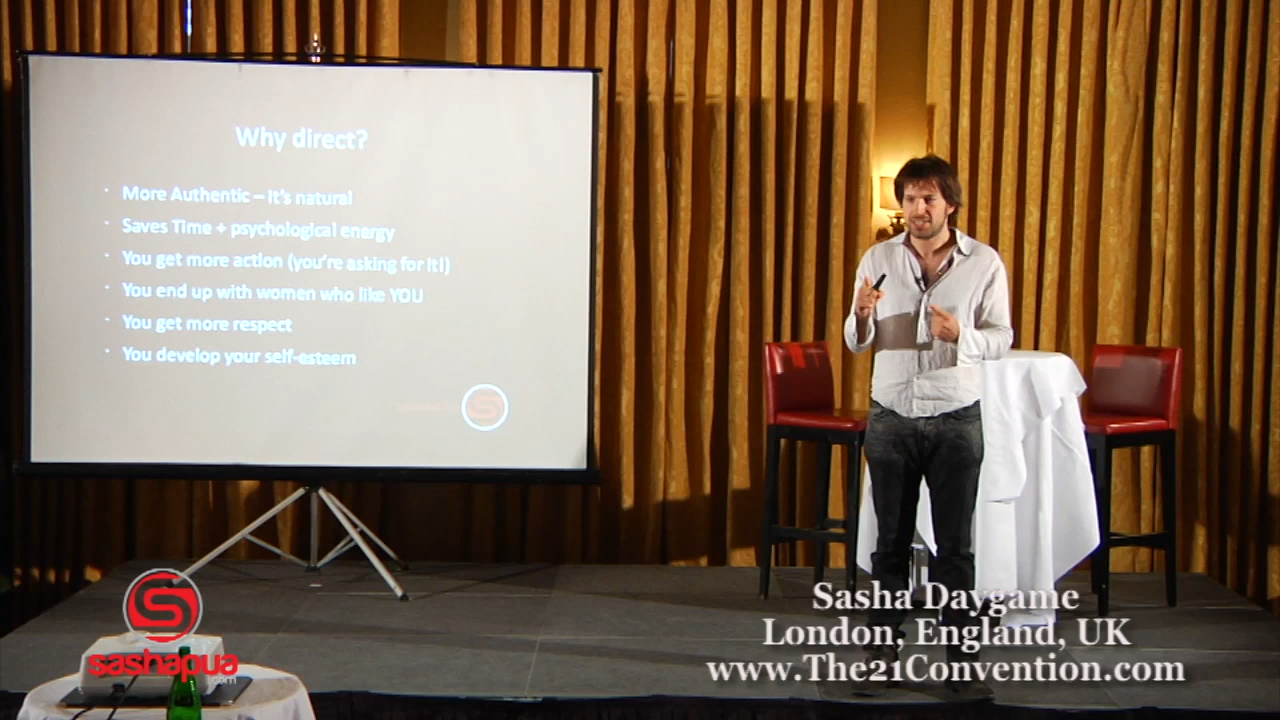 Why direct?
· More Authentic – It's natural
· Saves Time + psychological energy
· You get more action (you're asking for it!)
· You end up with women who like YOU
· You get more respect
· You develop your self-esteem
Sasha Daygame
London, England, UK
www.The21Convention.com
S
sashapua
.com